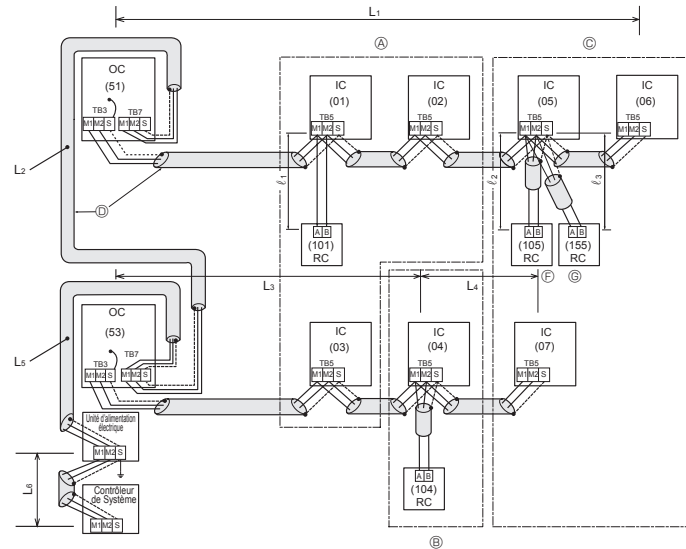 L1
Ⓐ
Ⓒ
OC
(51)
TB3
TB7
M1 M2 S
M1 M2 S
IC
(01)
TB5
M1 M2 S
IC
(02)
TB5
M1 M2 S
IC
(05)
TB5
M1 M2 S
IC
(06)
TB5
M1 M2 S
L2
Ⓓ
ℓ1
ℓ2
ℓ3
A B
(101)
RC
A B
(105)
RC
A B
(155)
RC
Ⓕ
Ⓖ
L3
L4
OC
(53)
TB3
TB7
M1 M2 S
M1 M2 S
IC
(03)
TB5
M1 M2 S
IC
(04)
TB5
M1 M2 S
IC
(07)
TB5
M1 M2 S
L5
Unité d'alimentation
électrique
M1 M2 S
L6
Contrôleur
de Système
M1 M2 S
A B
(104)
RC
Ⓑ